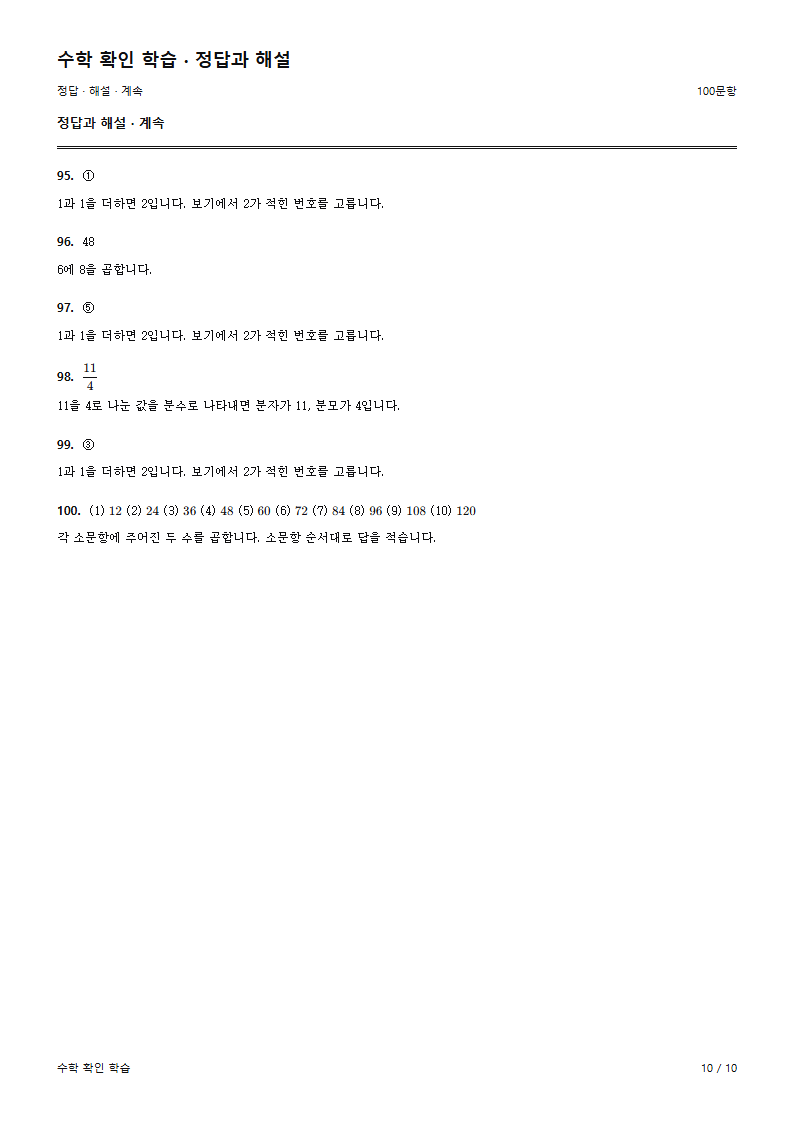 수학 확인 학습 · 정답과 해설
정답 · 해설 · 계속 100문항
정답과 해설 · 계속
95. ①
1과 1을 더하면 2입니다. 보기에서 2가 적힌 번호를 고릅니다.
96. 48
6에 8을 곱합니다.
97. ⑤
1과 1을 더하면 2입니다. 보기에서 2가 적힌 번호를 고릅니다.
98. 11/4
11을 4로 나눈 값을 분수로 나타내면 분자가 11, 분모가 4입니다.
99. ③
1과 1을 더하면 2입니다. 보기에서 2가 적힌 번호를 고릅니다.
100. (1) 12 (2) 24 (3) 36 (4) 48 (5) 60 (6) 72 (7) 84 (8) 96 (9) 108 (10) 120
각 소문항에 주어진 두 수를 곱합니다. 소문항 순서대로 답을 적습니다.
수학 확인 학습 10 / 10